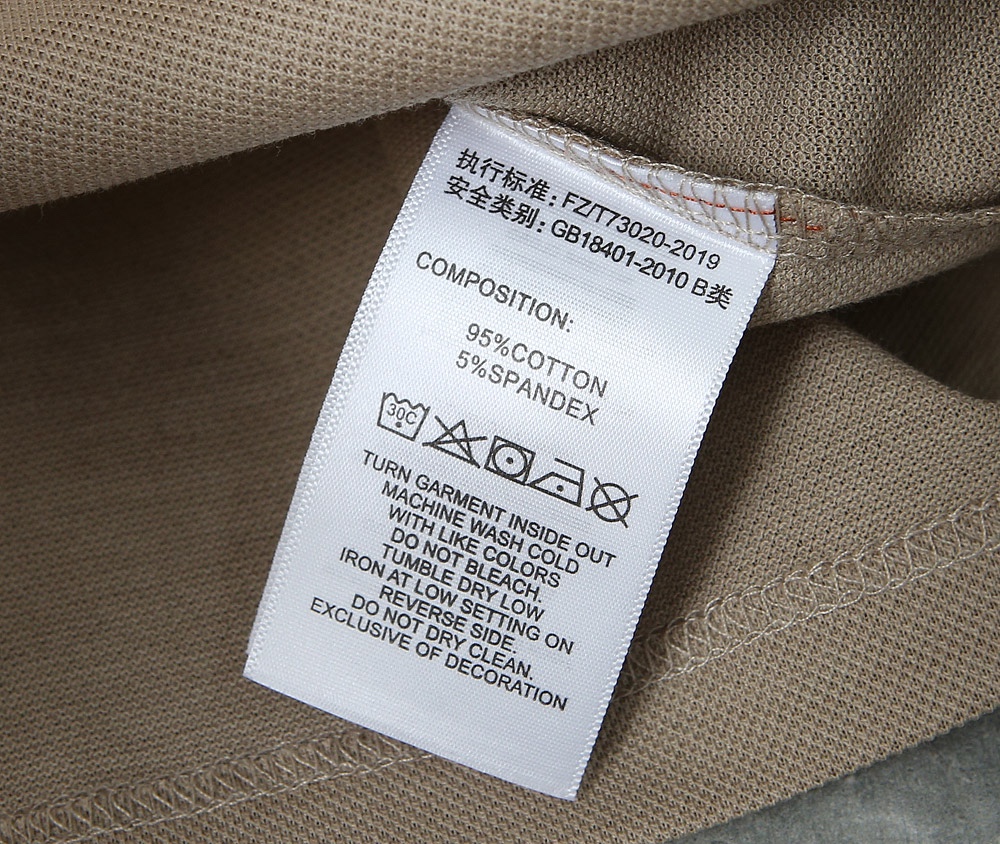 执行标准: FZ/T73020-2019
安全类别: GB18401-2010 B类
COMPOSITION:
95%COTTON
5%SPANDEX
30C
TURN GARMENT INSIDE OUT
MACHINE WASH COLD
WITH LIKE COLORS
DO NOT BLEACH.
TUMBLE DRY LOW
IRON AT LOW SETTING ON
REVERSE SIDE.
DO NOT DRY CLEAN.
EXCLUSIVE OF DECORATION